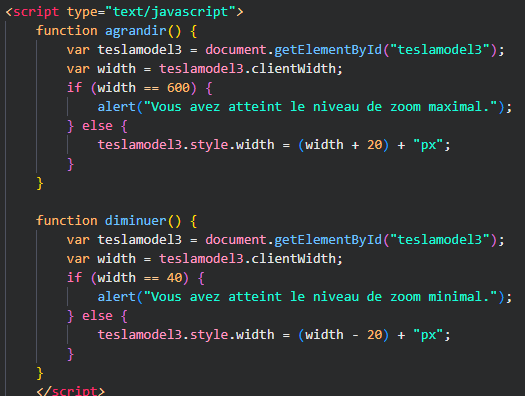 <script type="text/javascript">
function agrandir() {
var teslamodel3 = document.getElementById("teslamodel3");
var width = teslamodel3.clientWidth;
if (width == 600) {
alert("Vous avez atteint le niveau de zoom maximal.");
} else {
teslamodel3.style.width = (width + 20) + "px";
}
}
function diminuer() {
var teslamodel3 = document.getElementById("teslamodel3");
var width = teslamodel3.clientWidth;
if (width == 40) {
alert("Vous avez atteint le niveau de zoom minimal.");
} else {
teslamodel3.style.width = (width - 20) + "px";
}
}
</script>